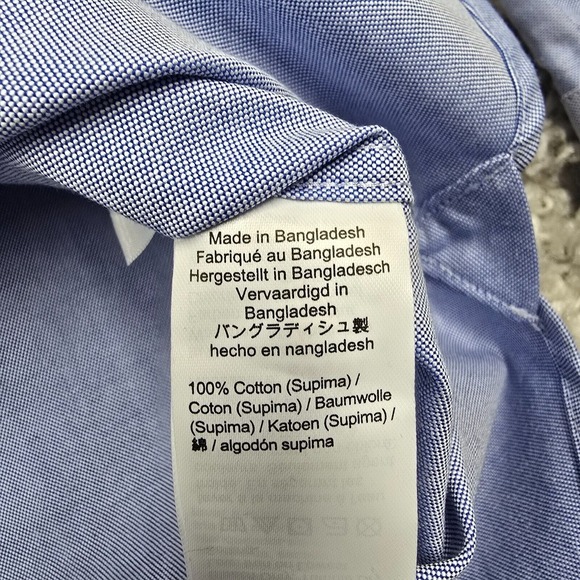 Made in Bangladesh
Fabriqué au Bangladesh
Hergestellt in Bangladesch
Vervaardigd in
Bangladesh
バングラディシュ製
hecho en nangladesh
100% Cotton (Supima) /
Coton (Supima) / Baumwolle
(Supima) / Katoen (Supima) /
綿 / algodón supima